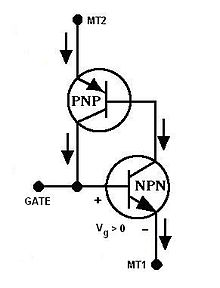 MT2
PNP
NPN
GATE
+
Vg > 0
−
MT1